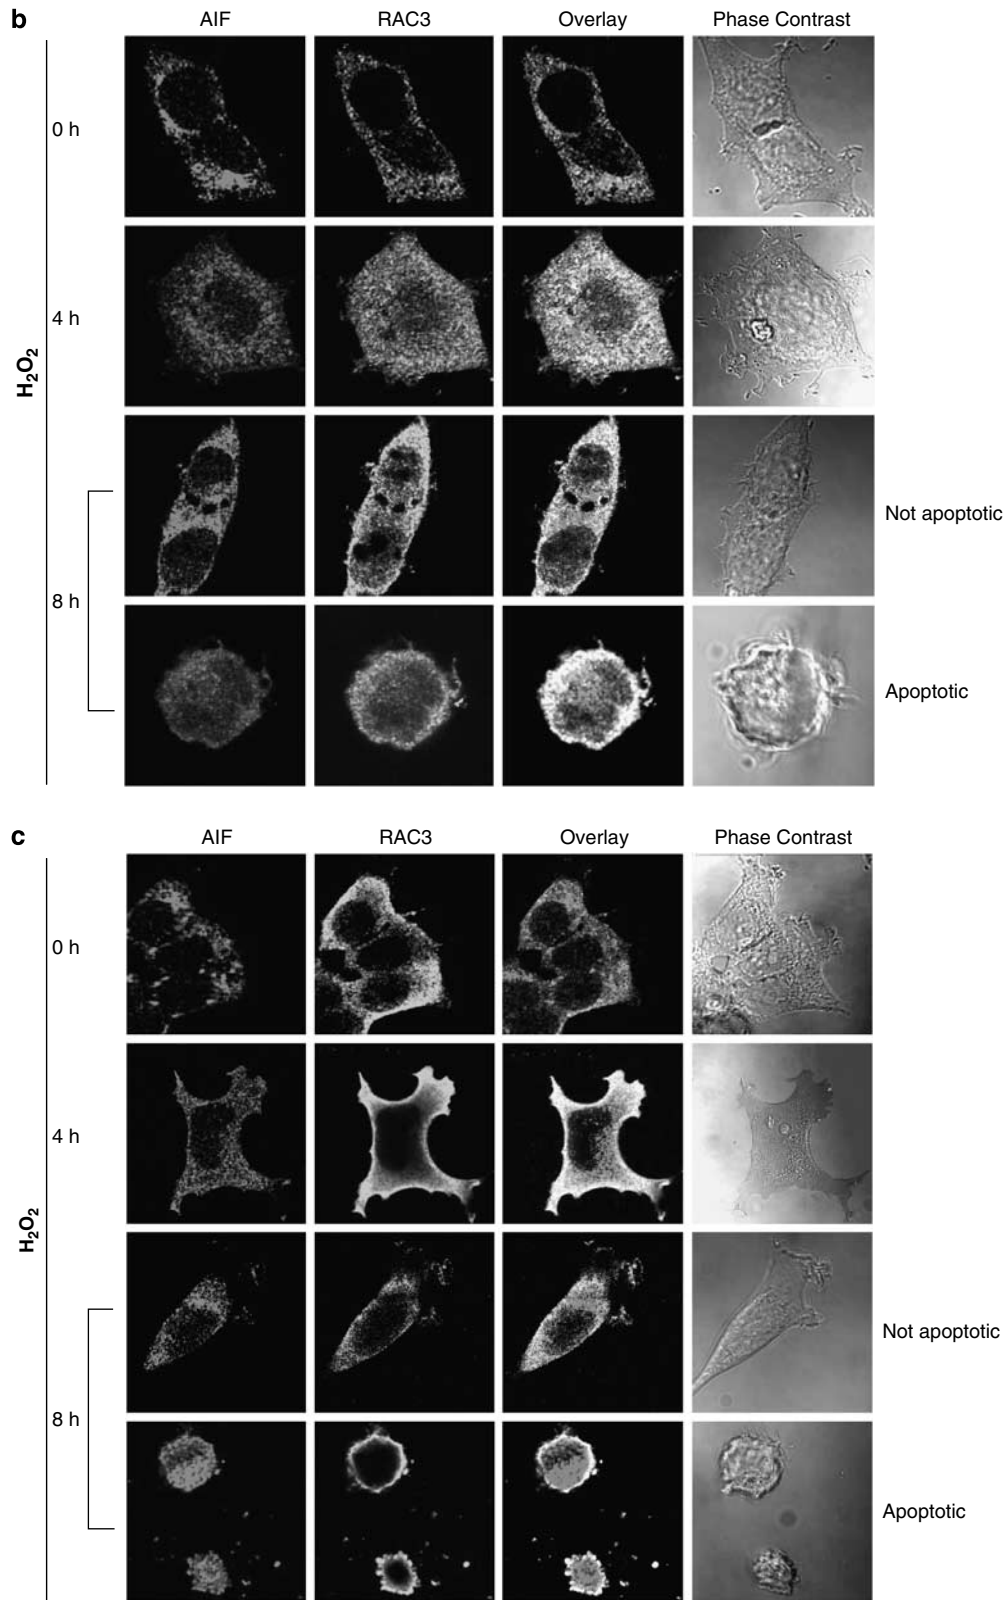 b
AIF RAC3 Overlay Phase Contrast
0 h
4 h
H₂O₂
Not apoptotic
8 h
Apoptotic
c
AIF RAC3 Overlay Phase Contrast
0 h
4 h
H₂O₂
Not apoptotic
8 h
Apoptotic